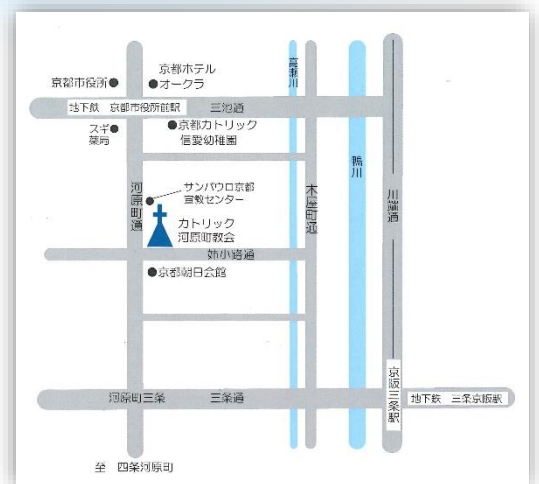 京都ホテル
オークラ
京都市役所
地下鉄 京都市役所前駅
三池通
スギ
薬局
京都カトリック
信愛幼稚園
高瀬川
鴨川
河原町通
サンパウロ京都
宣教センター
カトリック
河原町教会
木屋町通
川端通
姉小路通
京都朝日会館
河原町三条
三条通
京阪三条駅
地下鉄 三条京阪駅
至 四条河原町